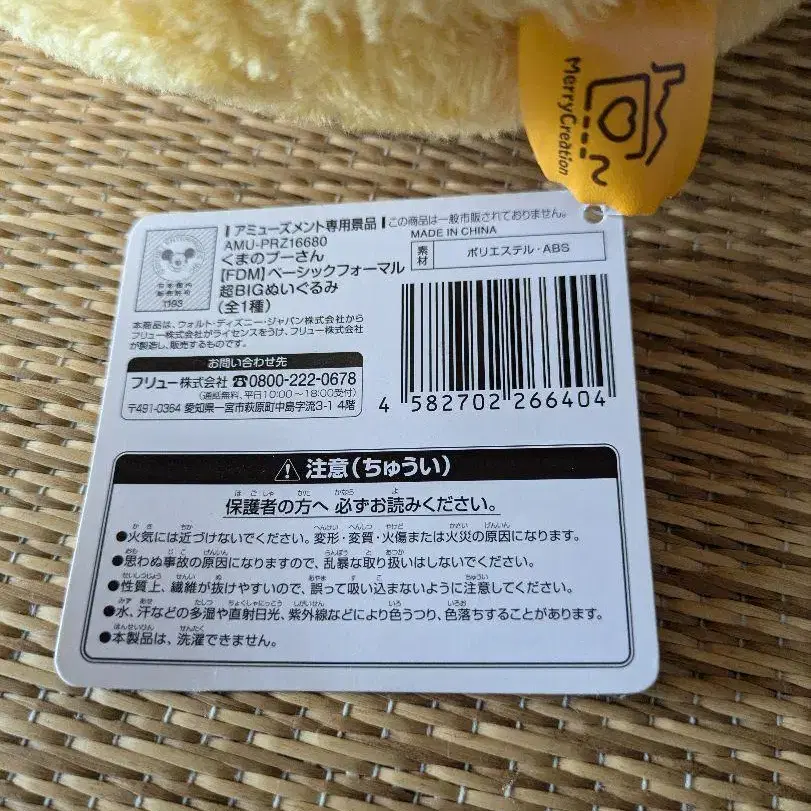 MerryCreation
アミューズメント専用景品
この商品は一般市販されておりません。
AMU-PRZ16680
くまのプーさん
【FDM】ベーシックフォーマル
超BIGぬいぐるみ
(全1種)
MADE IN CHINA
素材
ポリエステル・ABS
1193
本商品は、ウォルト・ディズニー・ジャパン株式会社から
フリュー株式会社がライセンスをうけ、フリュー株式会社
が製造し、販売するものです。
お問い合わせ先
フリュー株式会社 ☎0800-222-0678
(通話無料、平日10:00~18:00受付)
〒491-0364 愛知県一宮市萩原町中島字流3-1 4階
4 582702 266404
⚠ 注意(ちゅうい)
保護者の方へ 必ずお読みください。
●火気には近づけないでください。変形・変質・火傷または火災の原因になります。
●思わぬ事故の原因になりますので、乱暴な取り扱いはしないでください。
●性質上、繊維が抜けやすいので、誤って吸い込まないように注意してください。
●水、汗などの多湿や直射日光、紫外線などにより色うつり、色落ちすることがあります。
●本製品は、洗濯できません。